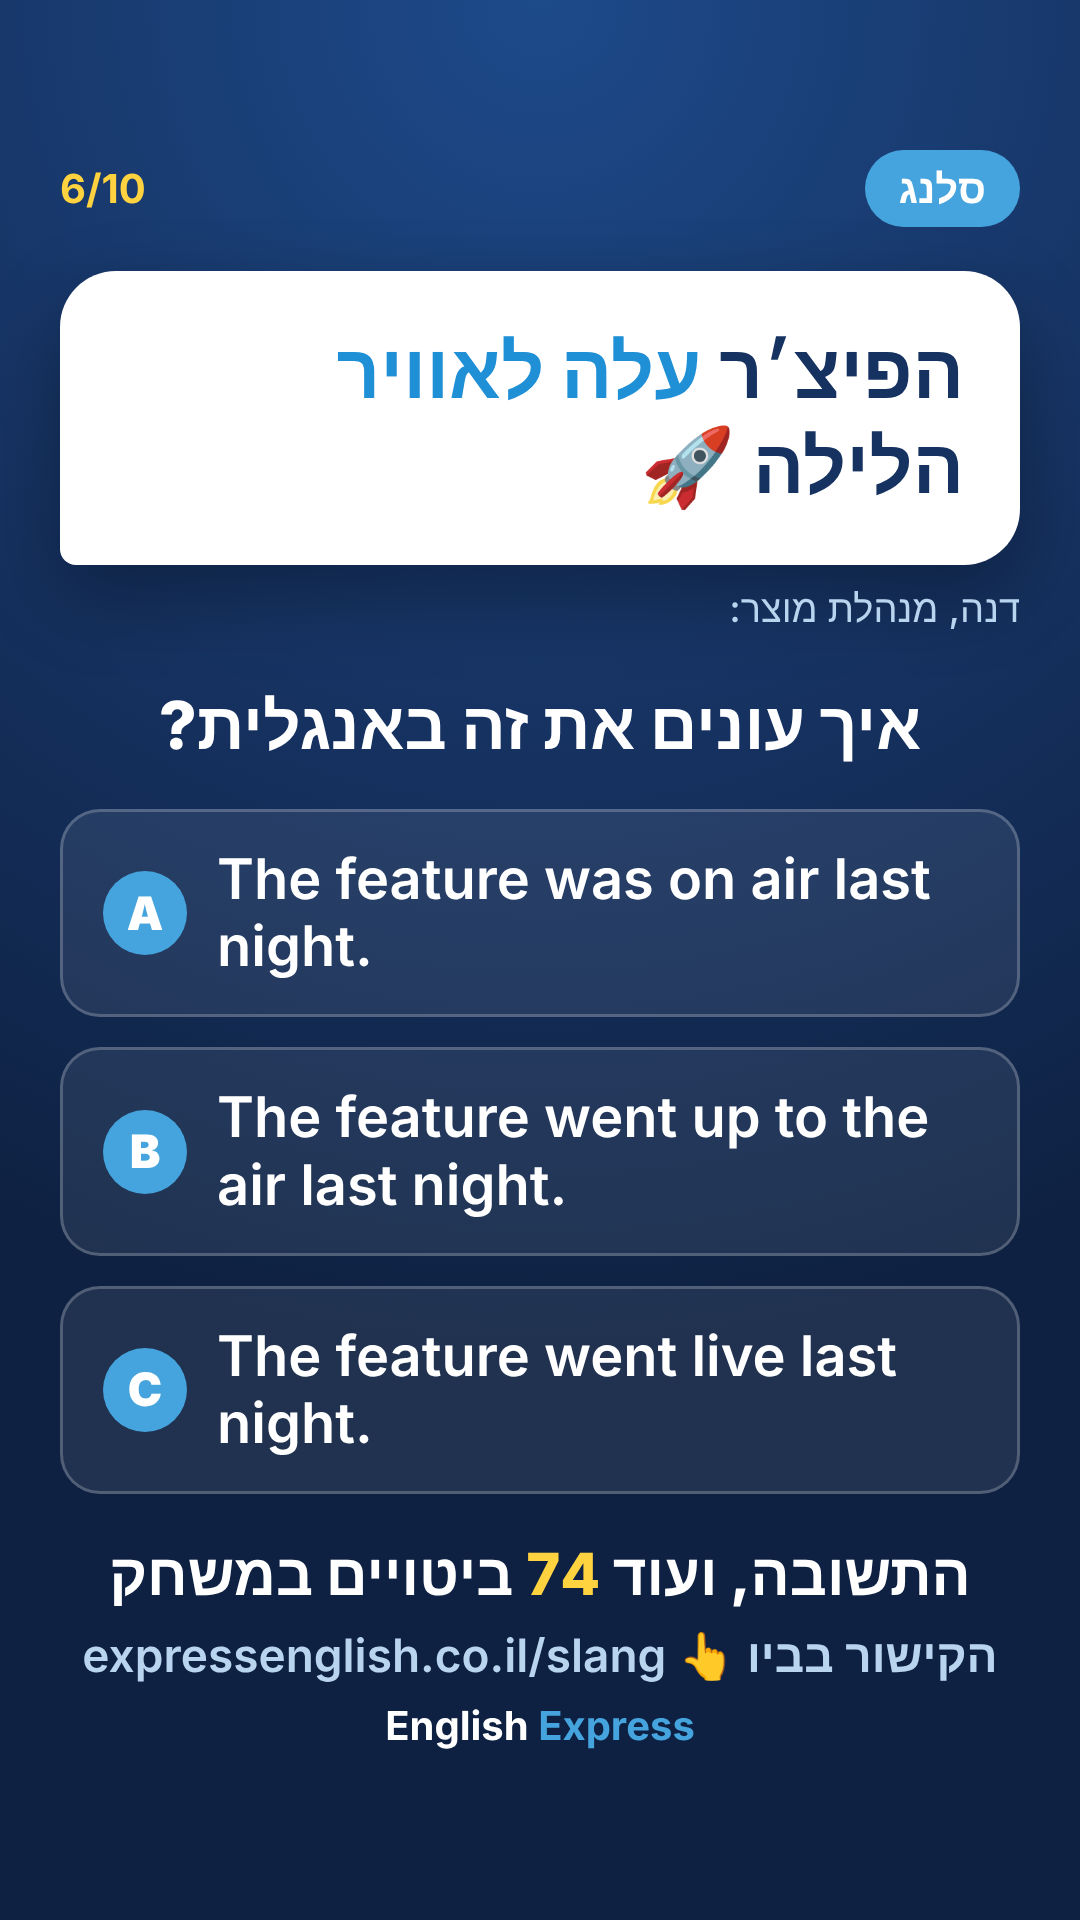 סלנג
6/10
הפיצ׳ר עלה לאוויר
הלילה 🚀
דנה, מנהלת מוצר:
איך עונים את זה באנגלית?
A
The feature was on air last
night.
B
The feature went up to the
air last night.
C
The feature went live last
night.
התשובה, ועוד 74 ביטויים במשחק
הקישור בביו 👆 expressenglish.co.il/slang
English Express